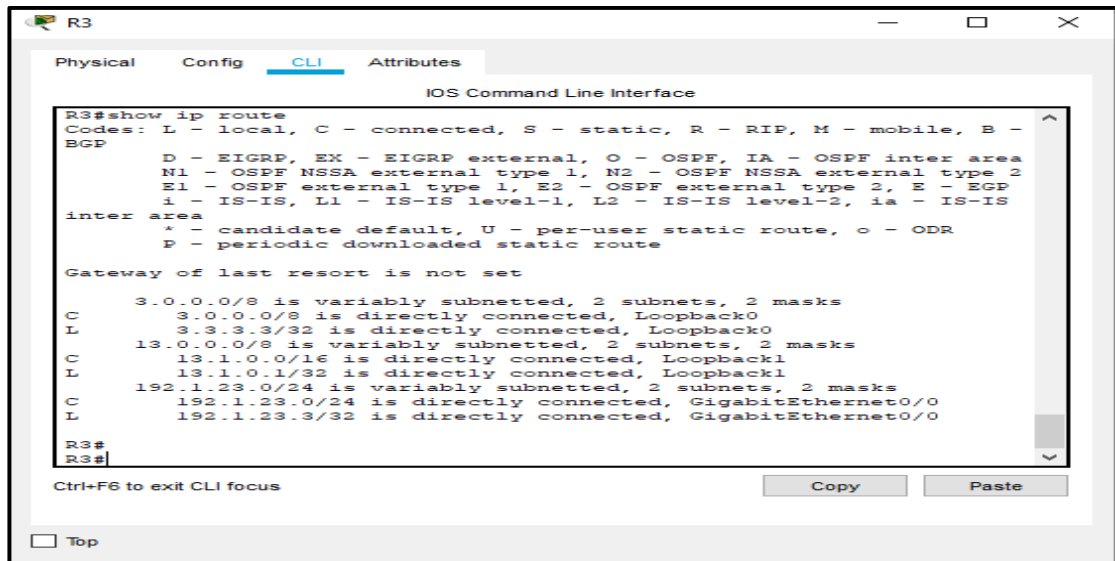 R3
Physical Config CLI Attributes
IOS Command Line Interface
R3#show ip route
Codes: L - local, C - connected, S - static, R - RIP, M - mobile, B -
BGP
D - EIGRP, EX - EIGRP external, O - OSPF, IA - OSPF inter area
N1 - OSPF NSSA external type 1, N2 - OSPF NSSA external type 2
E1 - OSPF external type 1, E2 - OSPF external type 2, E - EGP
i - IS-IS, L1 - IS-IS level-1, L2 - IS-IS level-2, ia - IS-IS
inter area
* - candidate default, U - per-user static route, o - ODR
P - periodic downloaded static route
Gateway of last resort is not set
3.0.0.0/8 is variably subnetted, 2 subnets, 2 masks
C 3.0.0.0/8 is directly connected, Loopback0
L 3.3.3.3/32 is directly connected, Loopback0
13.0.0.0/8 is variably subnetted, 2 subnets, 2 masks
C 13.1.0.0/16 is directly connected, Loopback1
L 13.1.0.1/32 is directly connected, Loopback1
192.1.23.0/24 is variably subnetted, 2 subnets, 2 masks
C 192.1.23.0/24 is directly connected, GigabitEthernet0/0
L 192.1.23.3/32 is directly connected, GigabitEthernet0/0
R3#
R3#
Ctrl+F6 to exit CLI focus
Copy Paste
Top